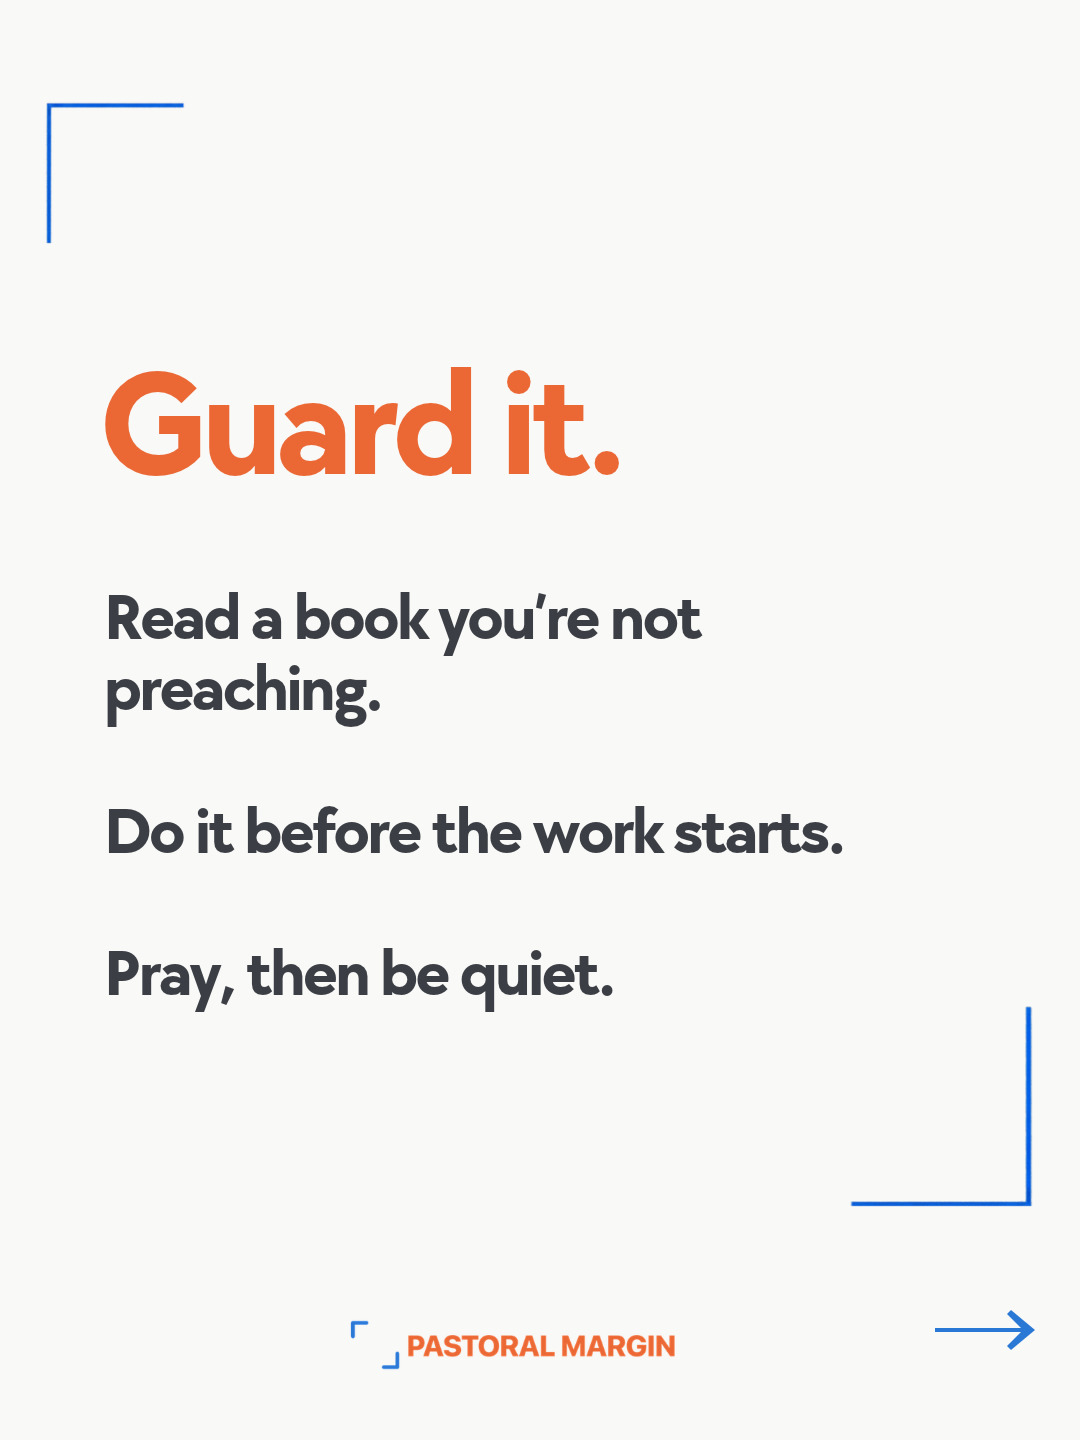 Guard it.
Read a book you’re not
preaching.
Do it before the work starts.
Pray, then be quiet.
PASTORAL MARGIN